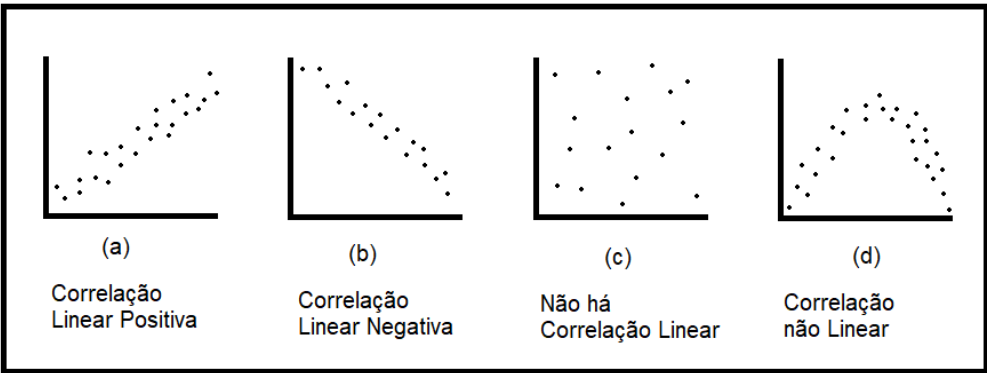 (a)
Correlação
Linear Positiva
(b)
Correlação
Linear Negativa
(c)
Não há
Correlação Linear
(d)
Correlação
não Linear